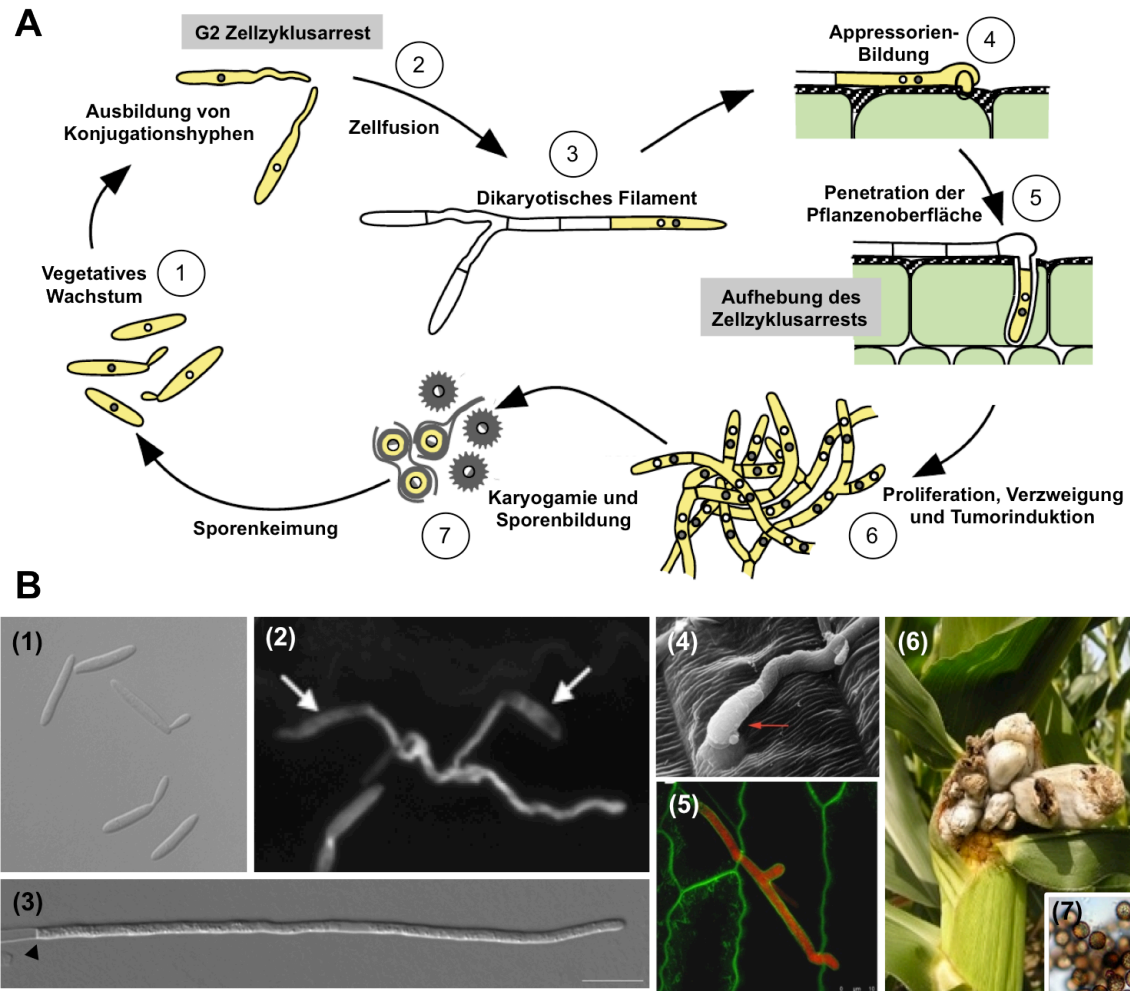 A
G2 Zellzyklusarrest
2
Ausbildung von
Konjugationshyphen
Zellfusion
3
Dikaryotisches Filament
Appressorien-
Bildung
4
Penetration der
Pflanzenoberfläche
5
Aufhebung des
Zellzyklusarrests
Vegetatives
Wachstum
1
Proliferation, Verzweigung
und Tumorinduktion
6
Karyogamie und
Sporenbildung
7
Sporenkeimung
B
(1)
(2)
(3)
(4)
(5)
(6)
(7)